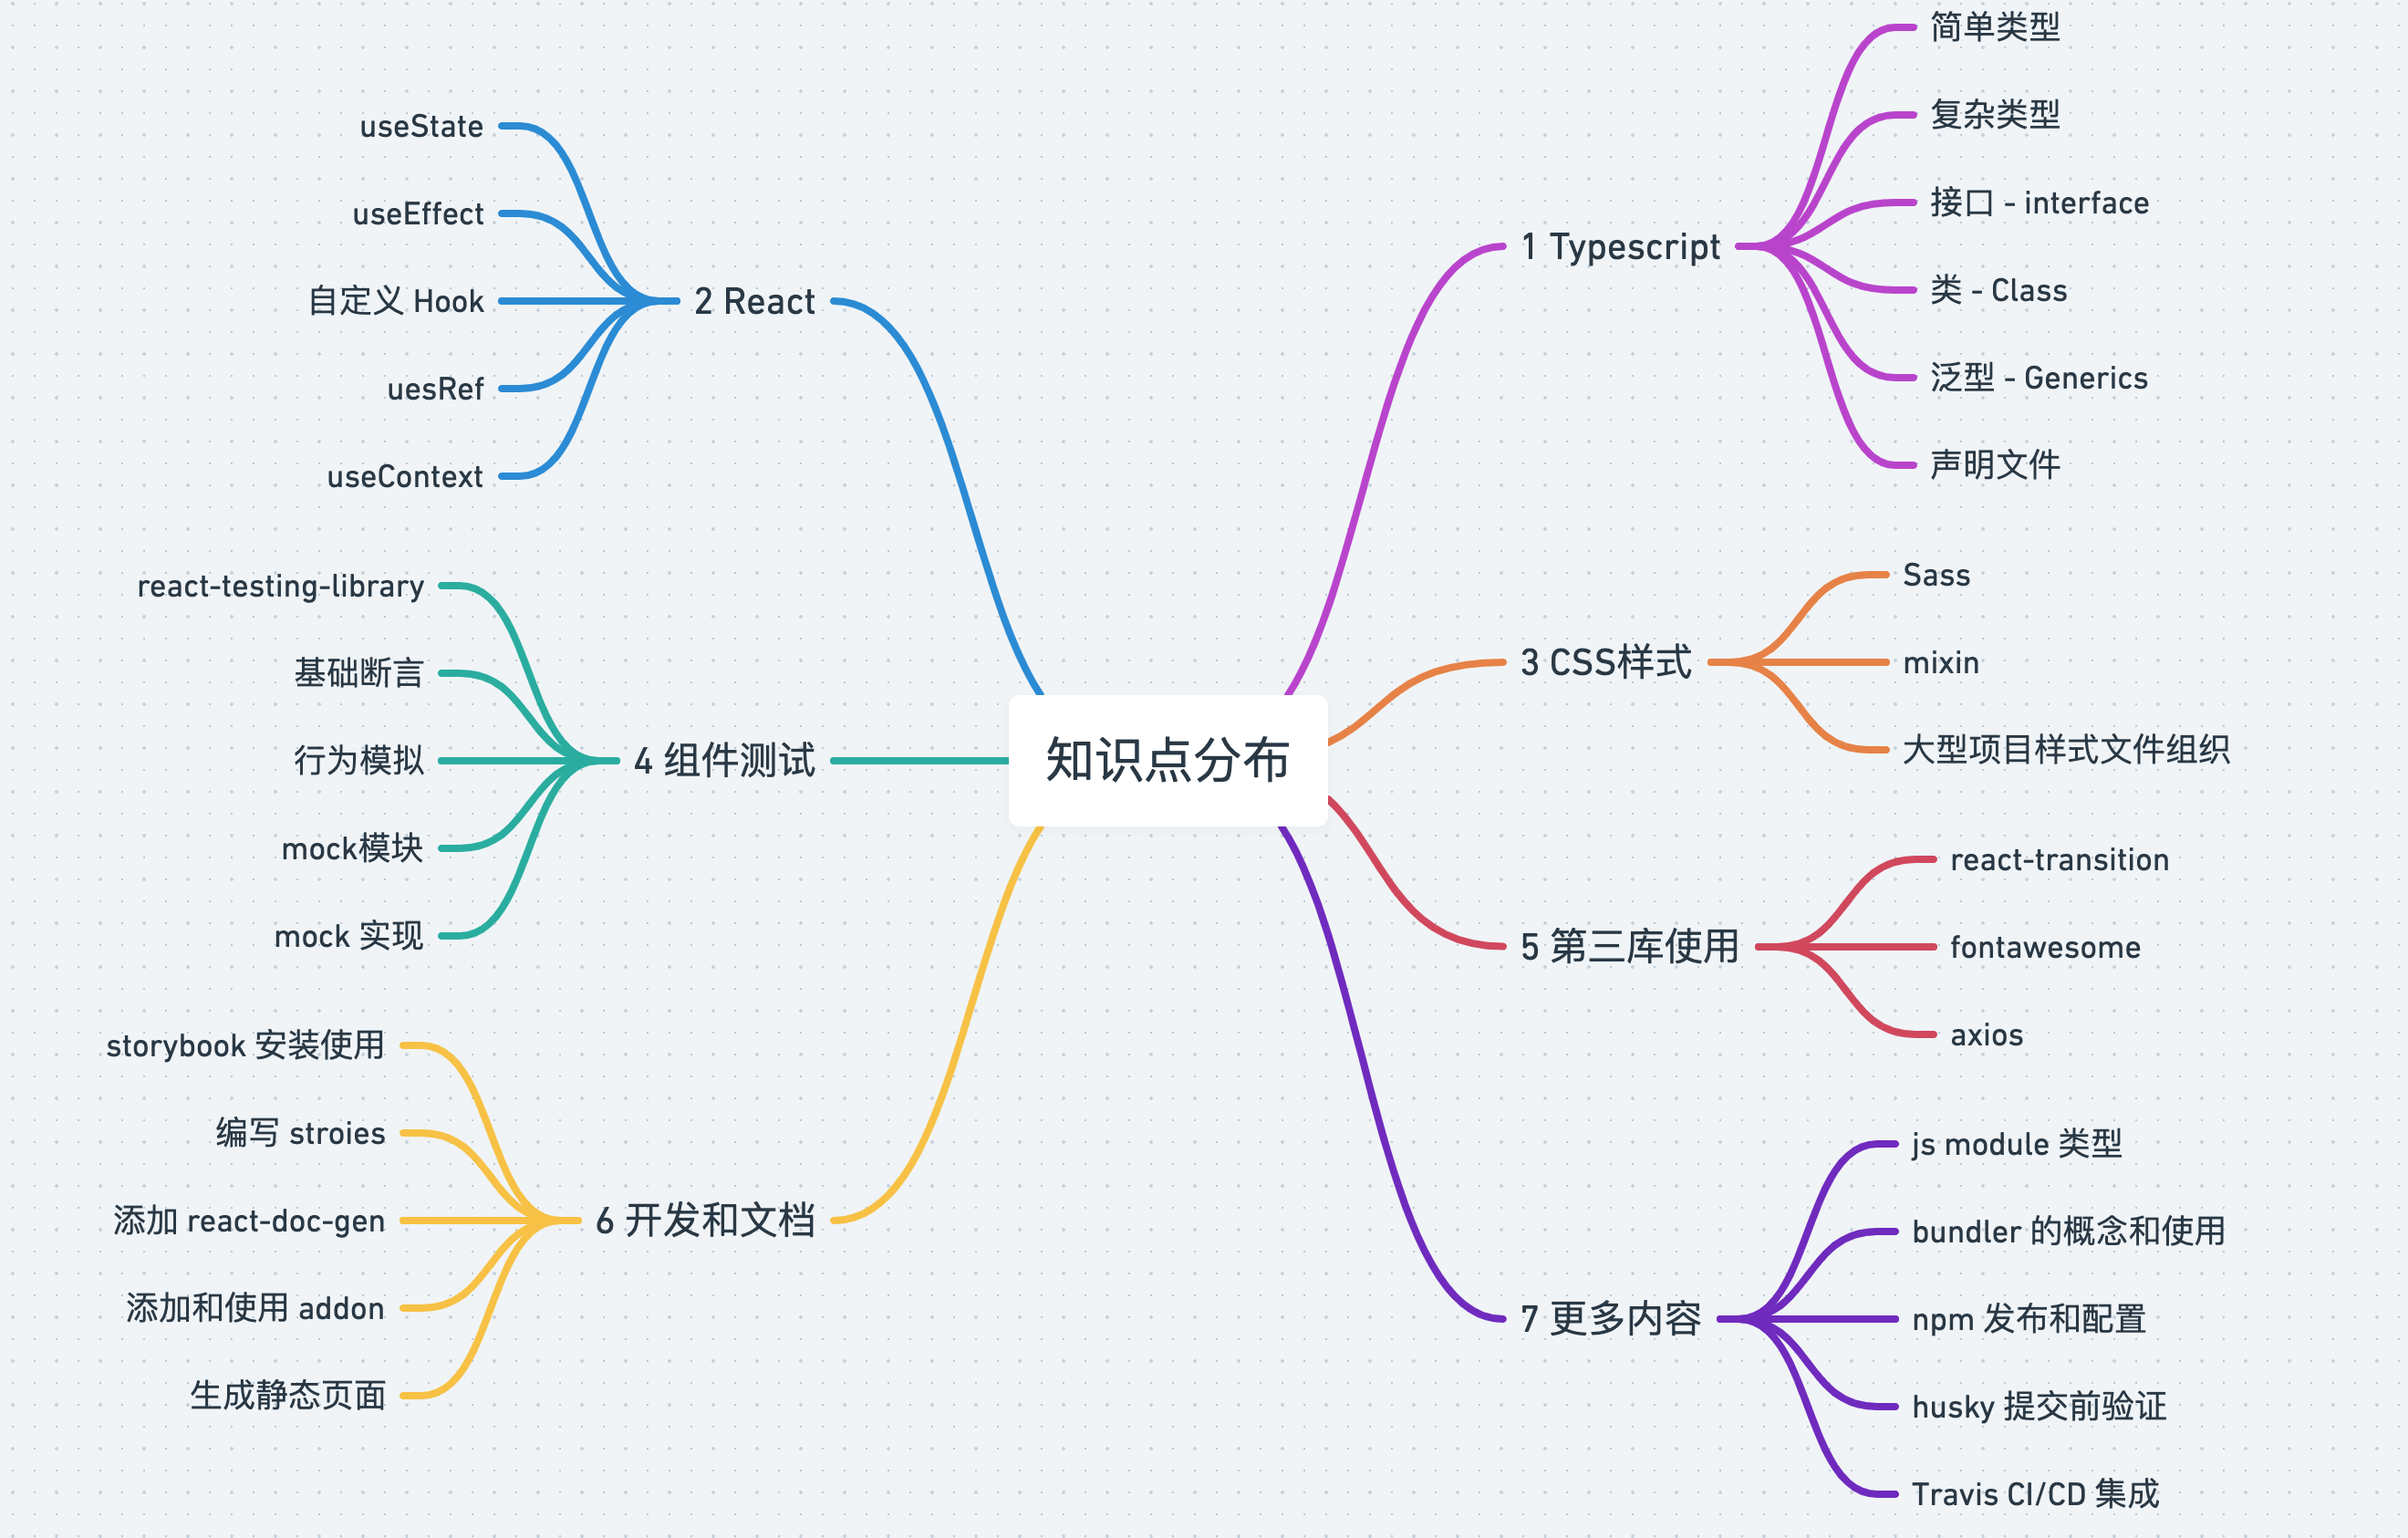 知识点分布
1 Typescript
简单类型
复杂类型
接口 - interface
类 - Class
泛型 - Generics
声明文件
2 React
useState
useEffect
自定义 Hook
uesRef
useContext
3 CSS样式
Sass
mixin
大型项目样式文件组织
4 组件测试
react-testing-library
基础断言
行为模拟
mock模块
mock 实现
5 第三库使用
react-transition
fontawesome
axios
6 开发和文档
storybook 安装使用
编写 stroies
添加 react-doc-gen
添加和使用 addon
生成静态页面
7 更多内容
js module 类型
bundler 的概念和使用
npm 发布和配置
husky 提交前验证
Travis CI/CD 集成